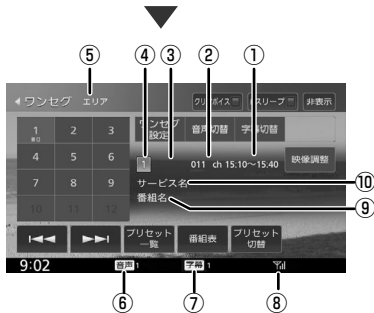 ⑤ ④ ③ ② ①
ワンセグ エリア クリアボイス スリープ 非表示
1 2 3 ワンセグ設定 音声切替 字幕切替
4 5 6 1 011 ch 15:10～15:40 映像調整
7 8 9 サービス名 ⑩
10 11 12 番組名 ⑨
プリセット一覧 番組表 プリセット切替
9:02 音声 1 字幕 1
⑥ ⑦ ⑧